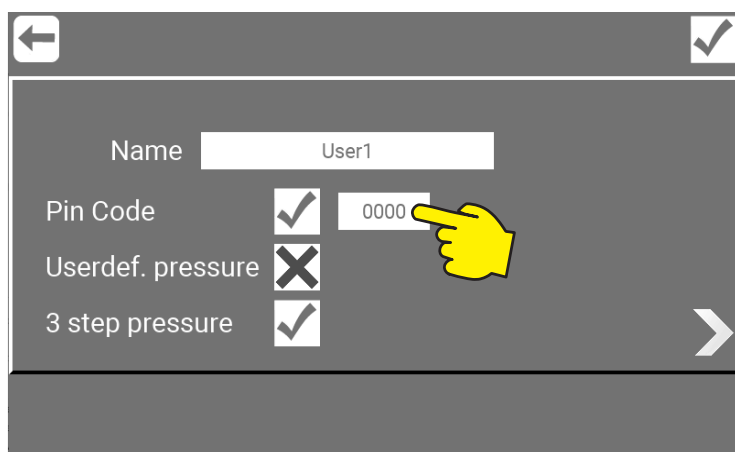 Name User1
Pin Code 0000
Userdef. pressure
3 step pressure